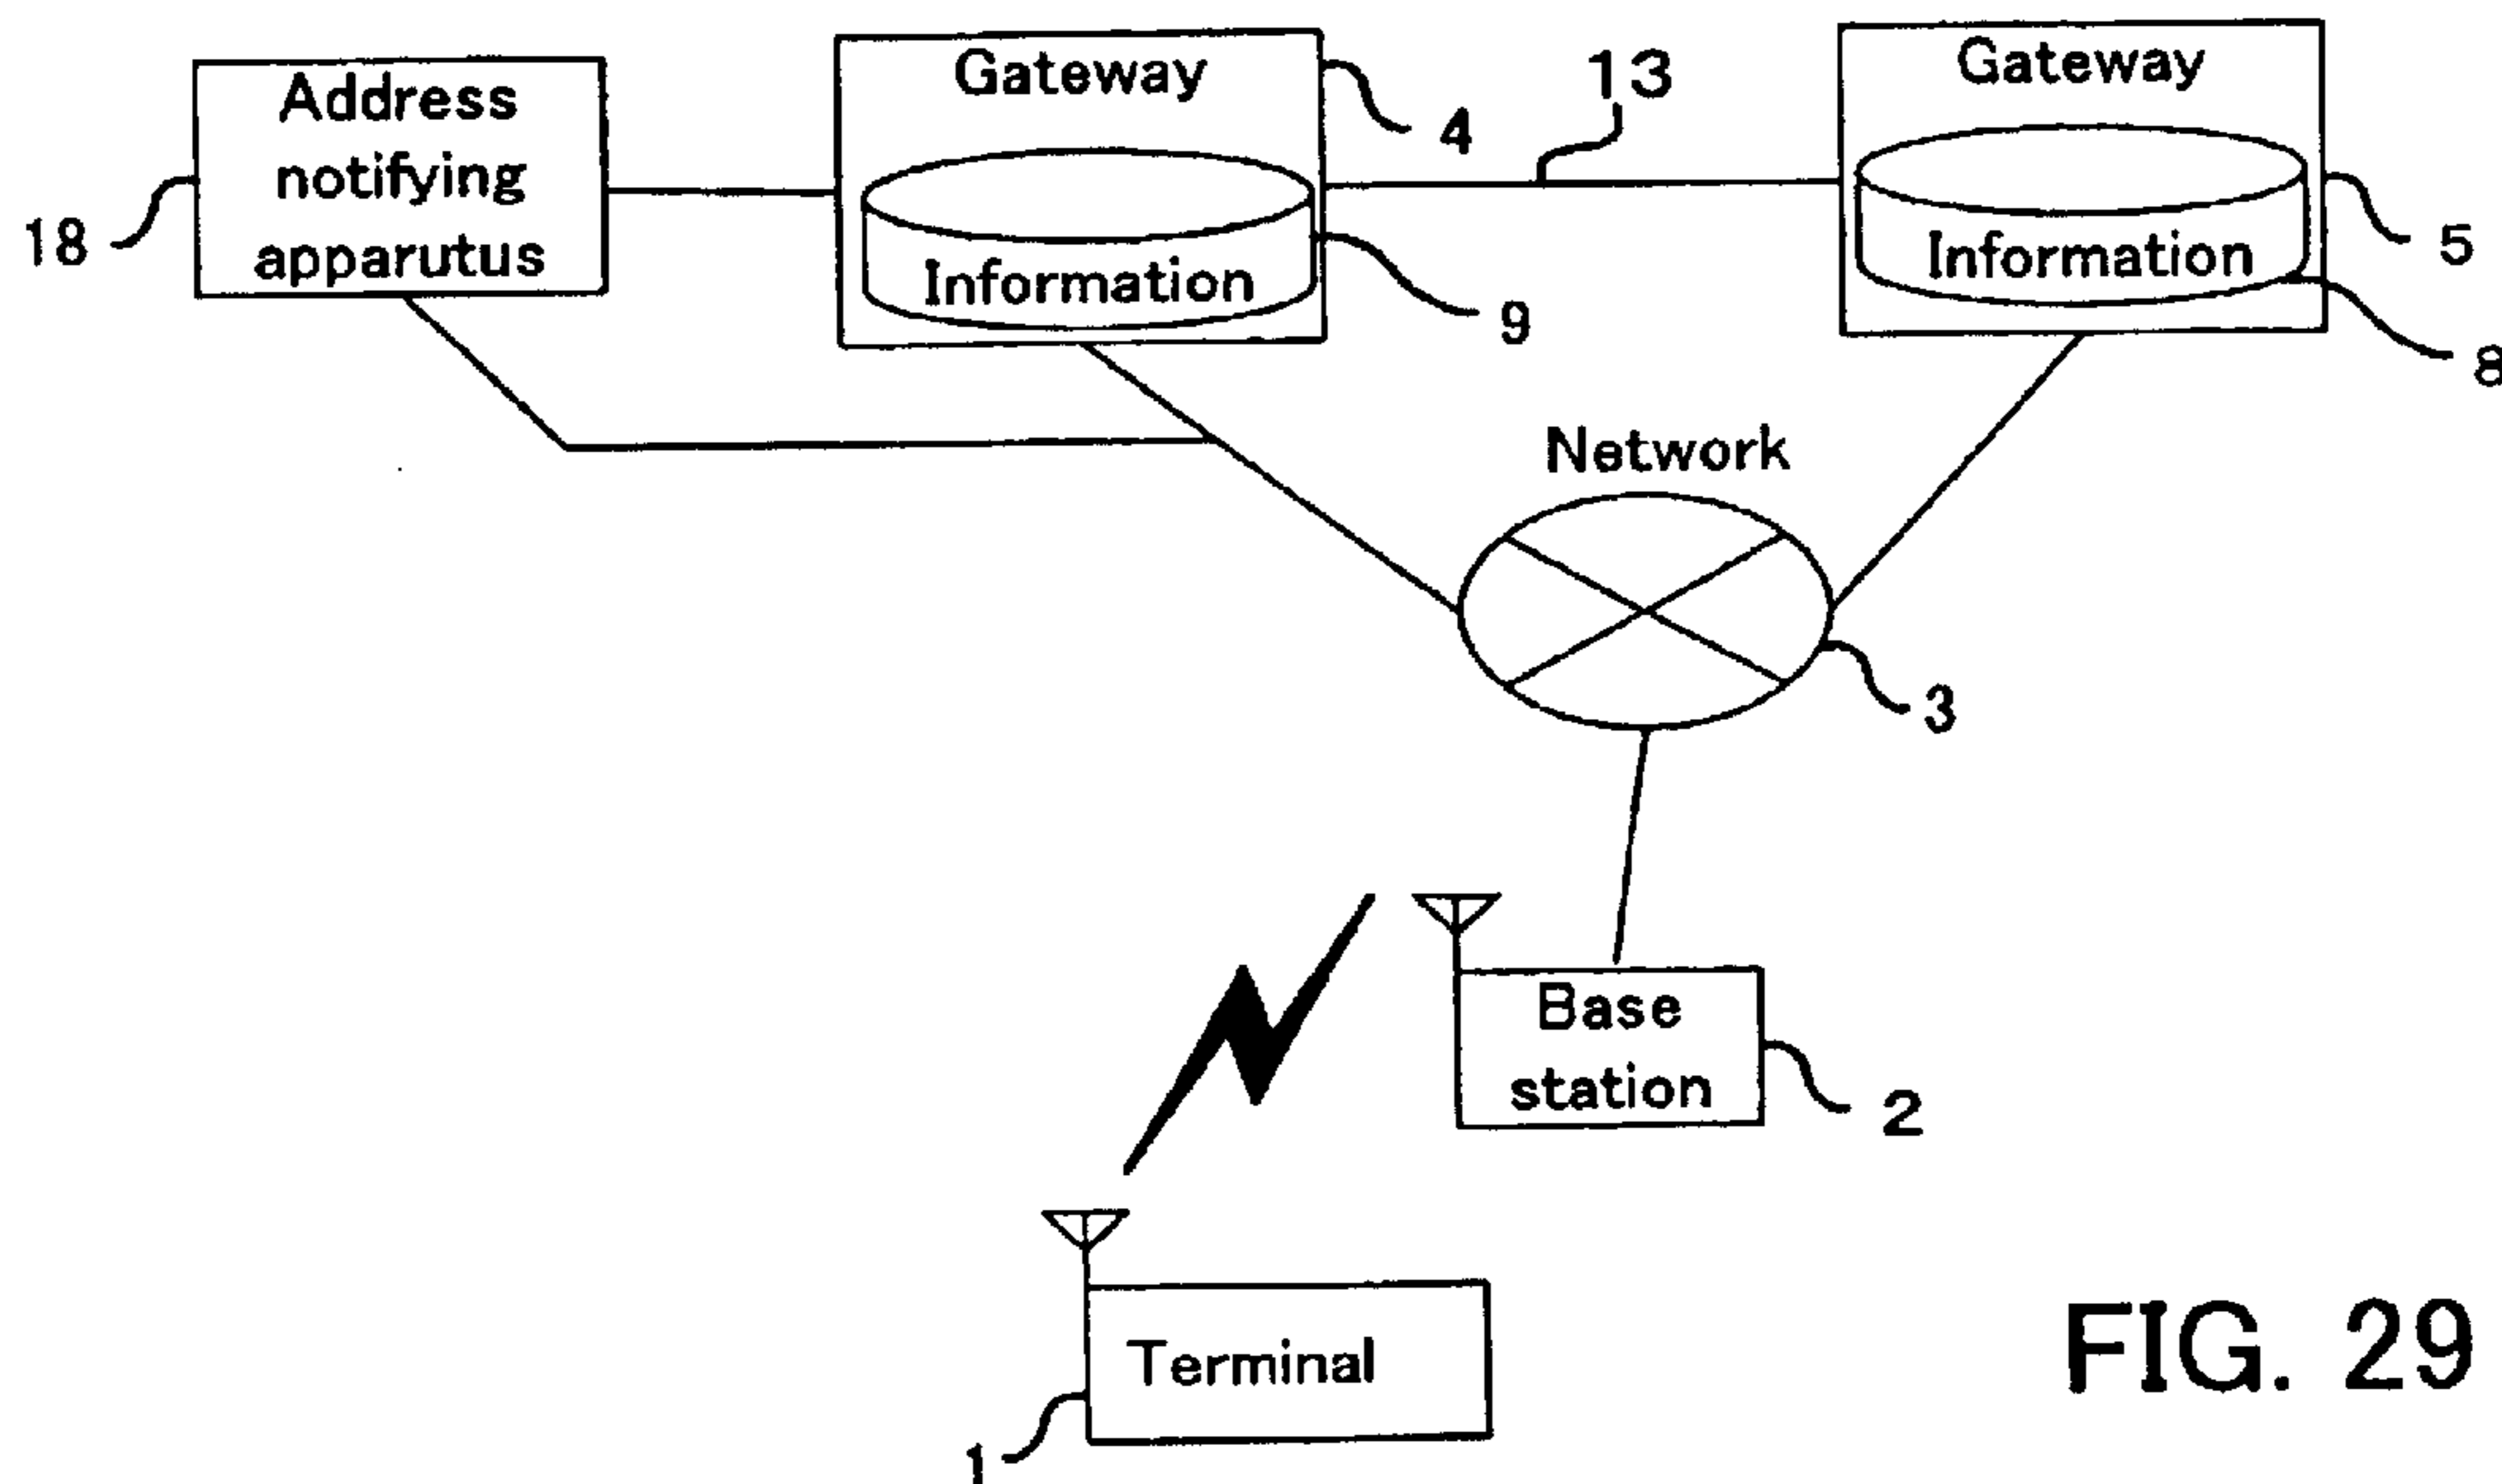 Address
notifying
apparutus
18
Gateway
Information
4
9
13
Gateway
Information
5
8
Network
3
Base
station
2
Terminal
1
FIG. 29